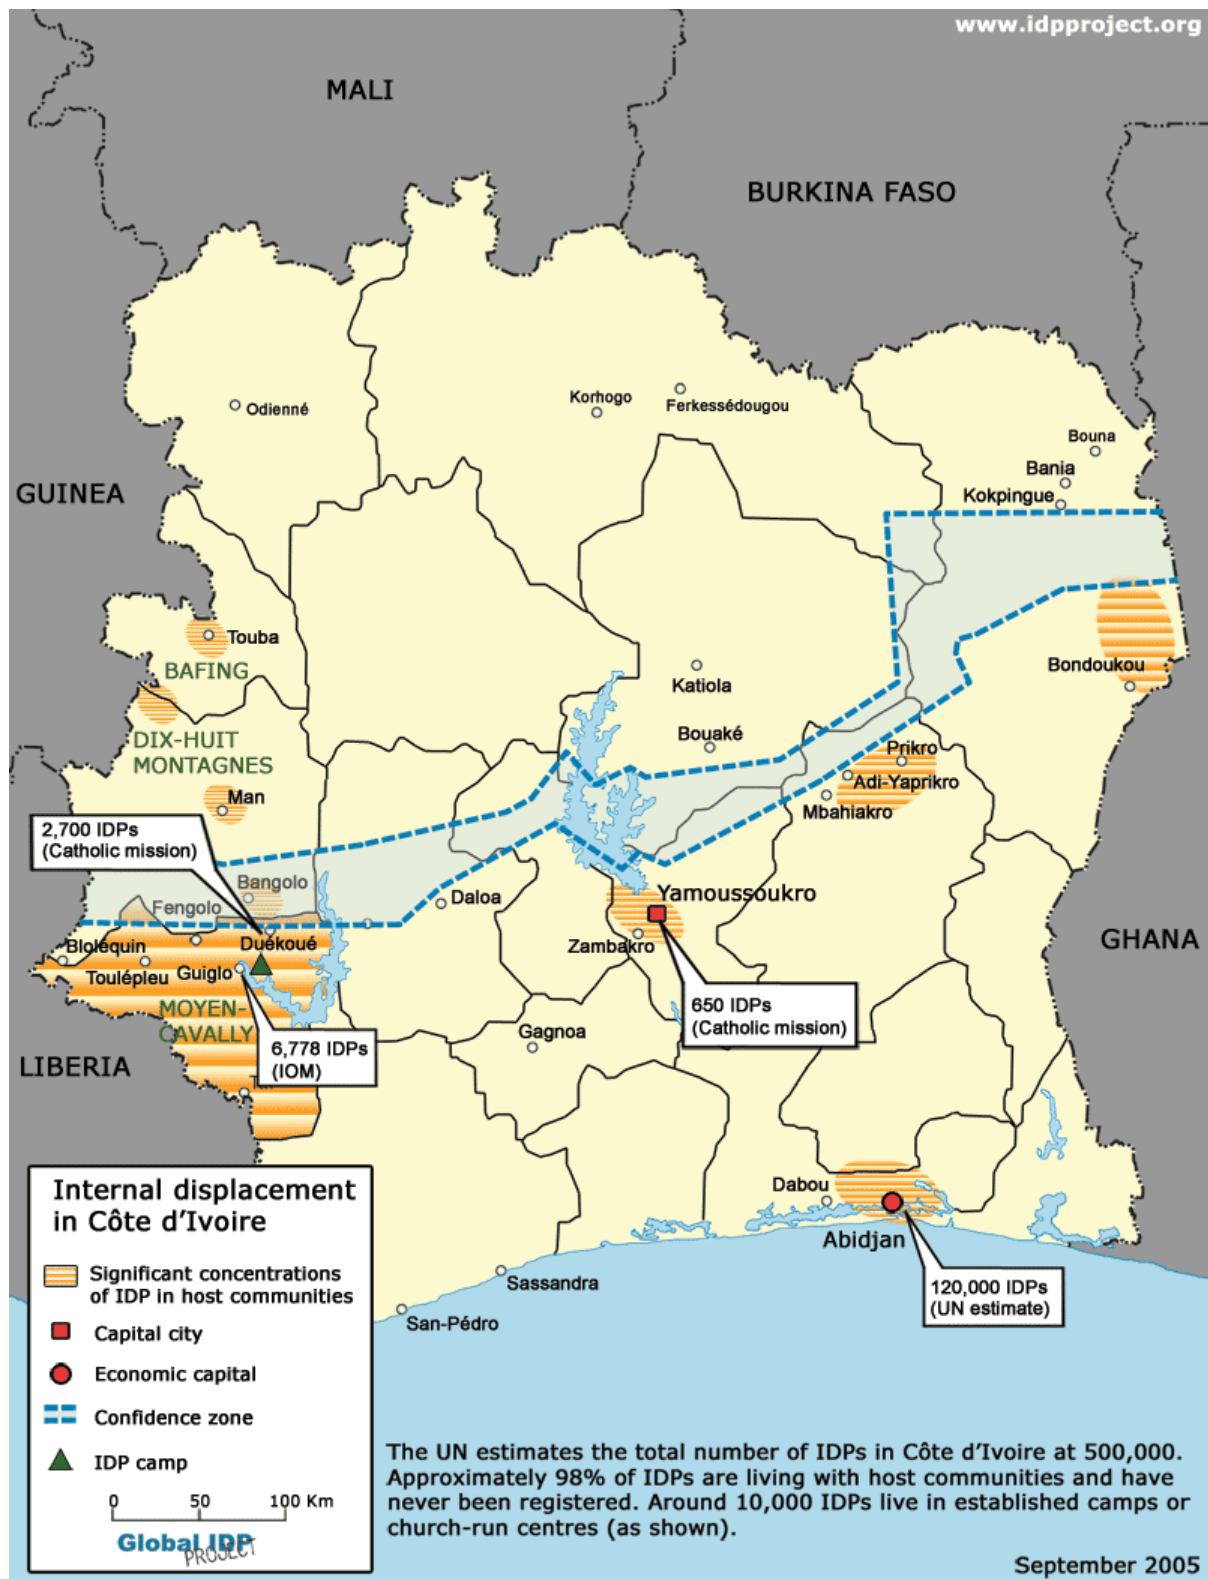 www.idpproject.org
MALI
BURKINA FASO
Odienné
Korhogo
Ferkessédougou
Bouna
Bania
Kokpingue
GUINEA
Touba
BAFING
Katiola
Bondoukou
DIX-HUIT
MONTAGNES
Bouaké
Prikro
Adi-Yaprikro
Mbahiakro
Man
2,700 IDPs
(Catholic mission)
Bangolo
Fengolo
Daloa
Yamoussoukro
Zambakro
GHANA
Bloléquin
Duékoué
Toulépleu
Guiglo
MOYEN-
CAVALLY
650 IDPs
(Catholic mission)
Gagnoa
6,778 IDPs
(IOM)
LIBERIA
Dabou
Abidjan
120,000 IDPs
(UN estimate)
Sassandra
San-Pédro
Internal displacement
in Côte d'Ivoire
Significant concentrations
of IDP in host communities
Capital city
Economic capital
Confidence zone
IDP camp
0 50 100 Km
Global IDP
PROJECT
The UN estimates the total number of IDPs in Côte d'Ivoire at 500,000.
Approximately 98% of IDPs are living with host communities and have
never been registered. Around 10,000 IDPs live in established camps or
church-run centres (as shown).
September 2005